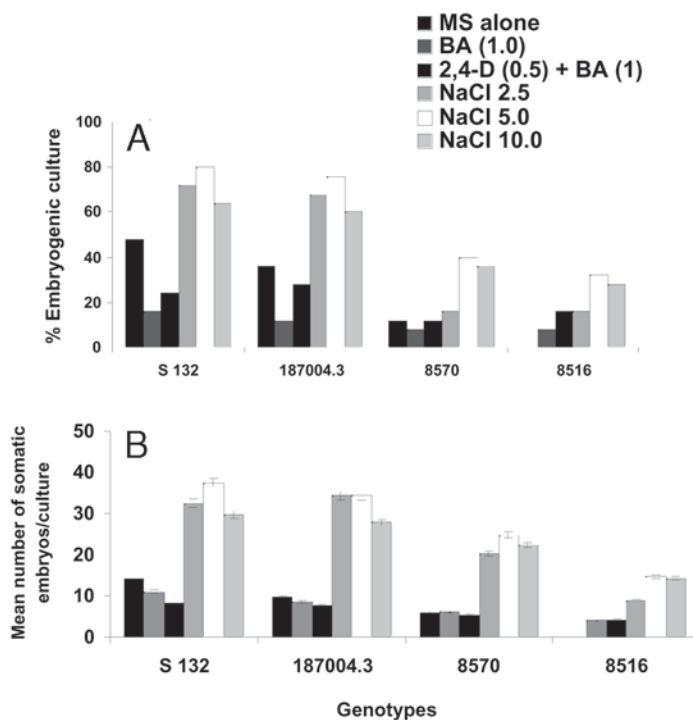 MS alone
BA (1.0)
2,4-D (0.5) + BA (1)
NaCl 2.5
NaCl 5.0
NaCl 10.0
A
% Embryogenic culture
100
80
60
40
20
0
S 132
187004.3
8570
8516
B
Mean number of somatic
embryos/culture
50
40
30
20
10
0
S 132
187004.3
8570
8516
Genotypes